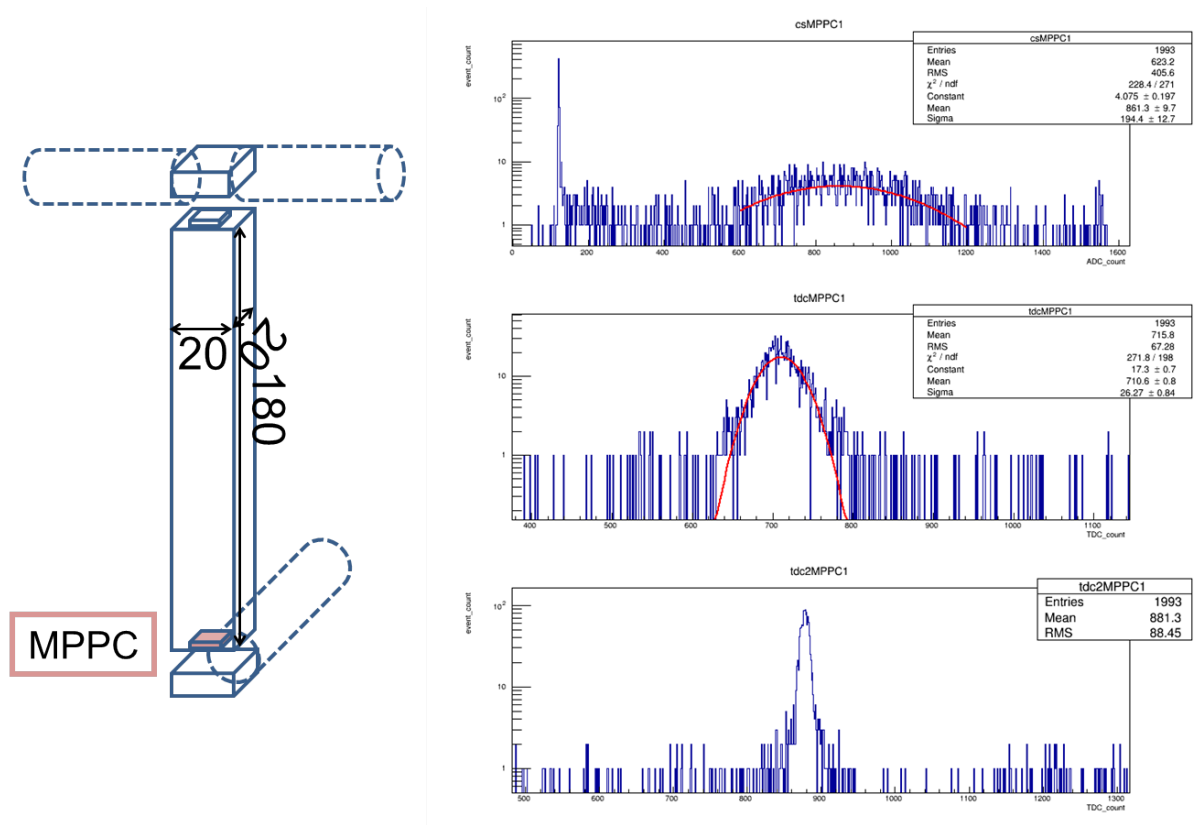 20
20
180
MPPC
csMPPC1
event_count
10²
10
1
0 200 400 600 800 1000 1200 1400 1600
ADC_count
csMPPC1
Entries 1993
Mean 623.2
RMS 405.6
χ² / ndf 228.4 / 271
Constant 4.075 ± 0.197
Mean 861.3 ± 9.7
Sigma 194.4 ± 12.7
tdcMPPC1
event_count
10
1
400 500 600 700 800 900 1000 1100
TDC_count
tdcMPPC1
Entries 1993
Mean 715.8
RMS 67.28
χ² / ndf 271.8 / 198
Constant 17.3 ± 0.7
Mean 710.6 ± 0.8
Sigma 26.27 ± 0.84
tdc2MPPC1
event_count
10²
10
1
500 600 700 800 900 1000 1100 1200 1300
TDC_count
tdc2MPPC1
Entries 1993
Mean 881.3
RMS 88.45